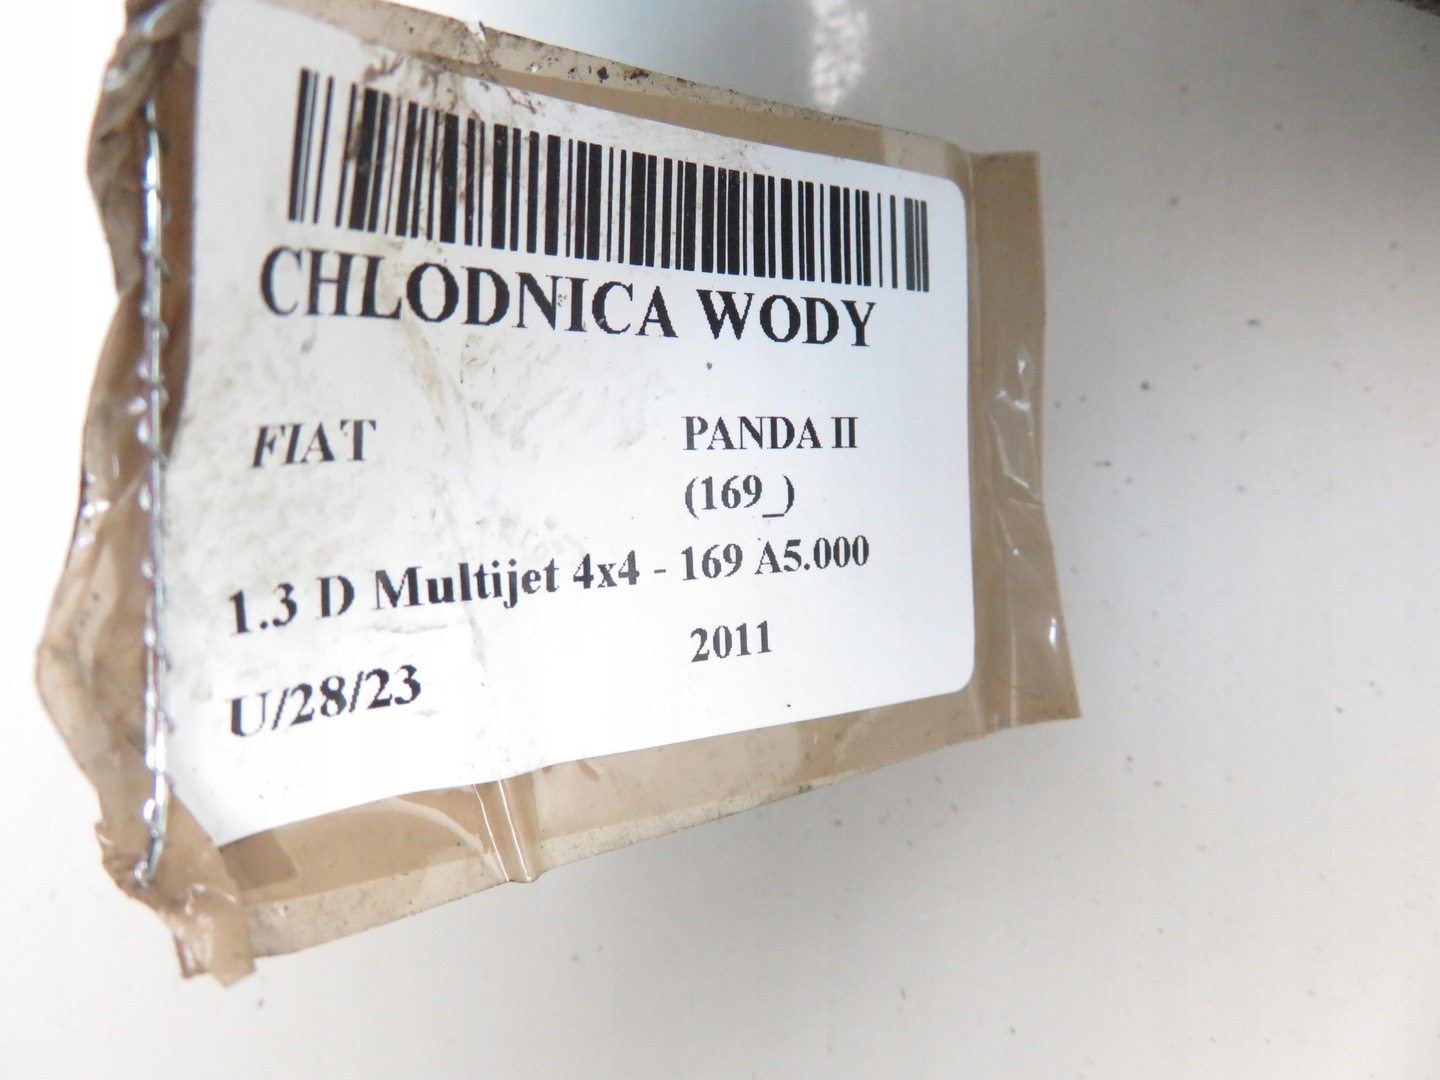 CHLODNICA WODY
FIAT PANDA II
(169_)
1.3 D Multijet 4x4 - 169 A5.000
2011
U/28/23